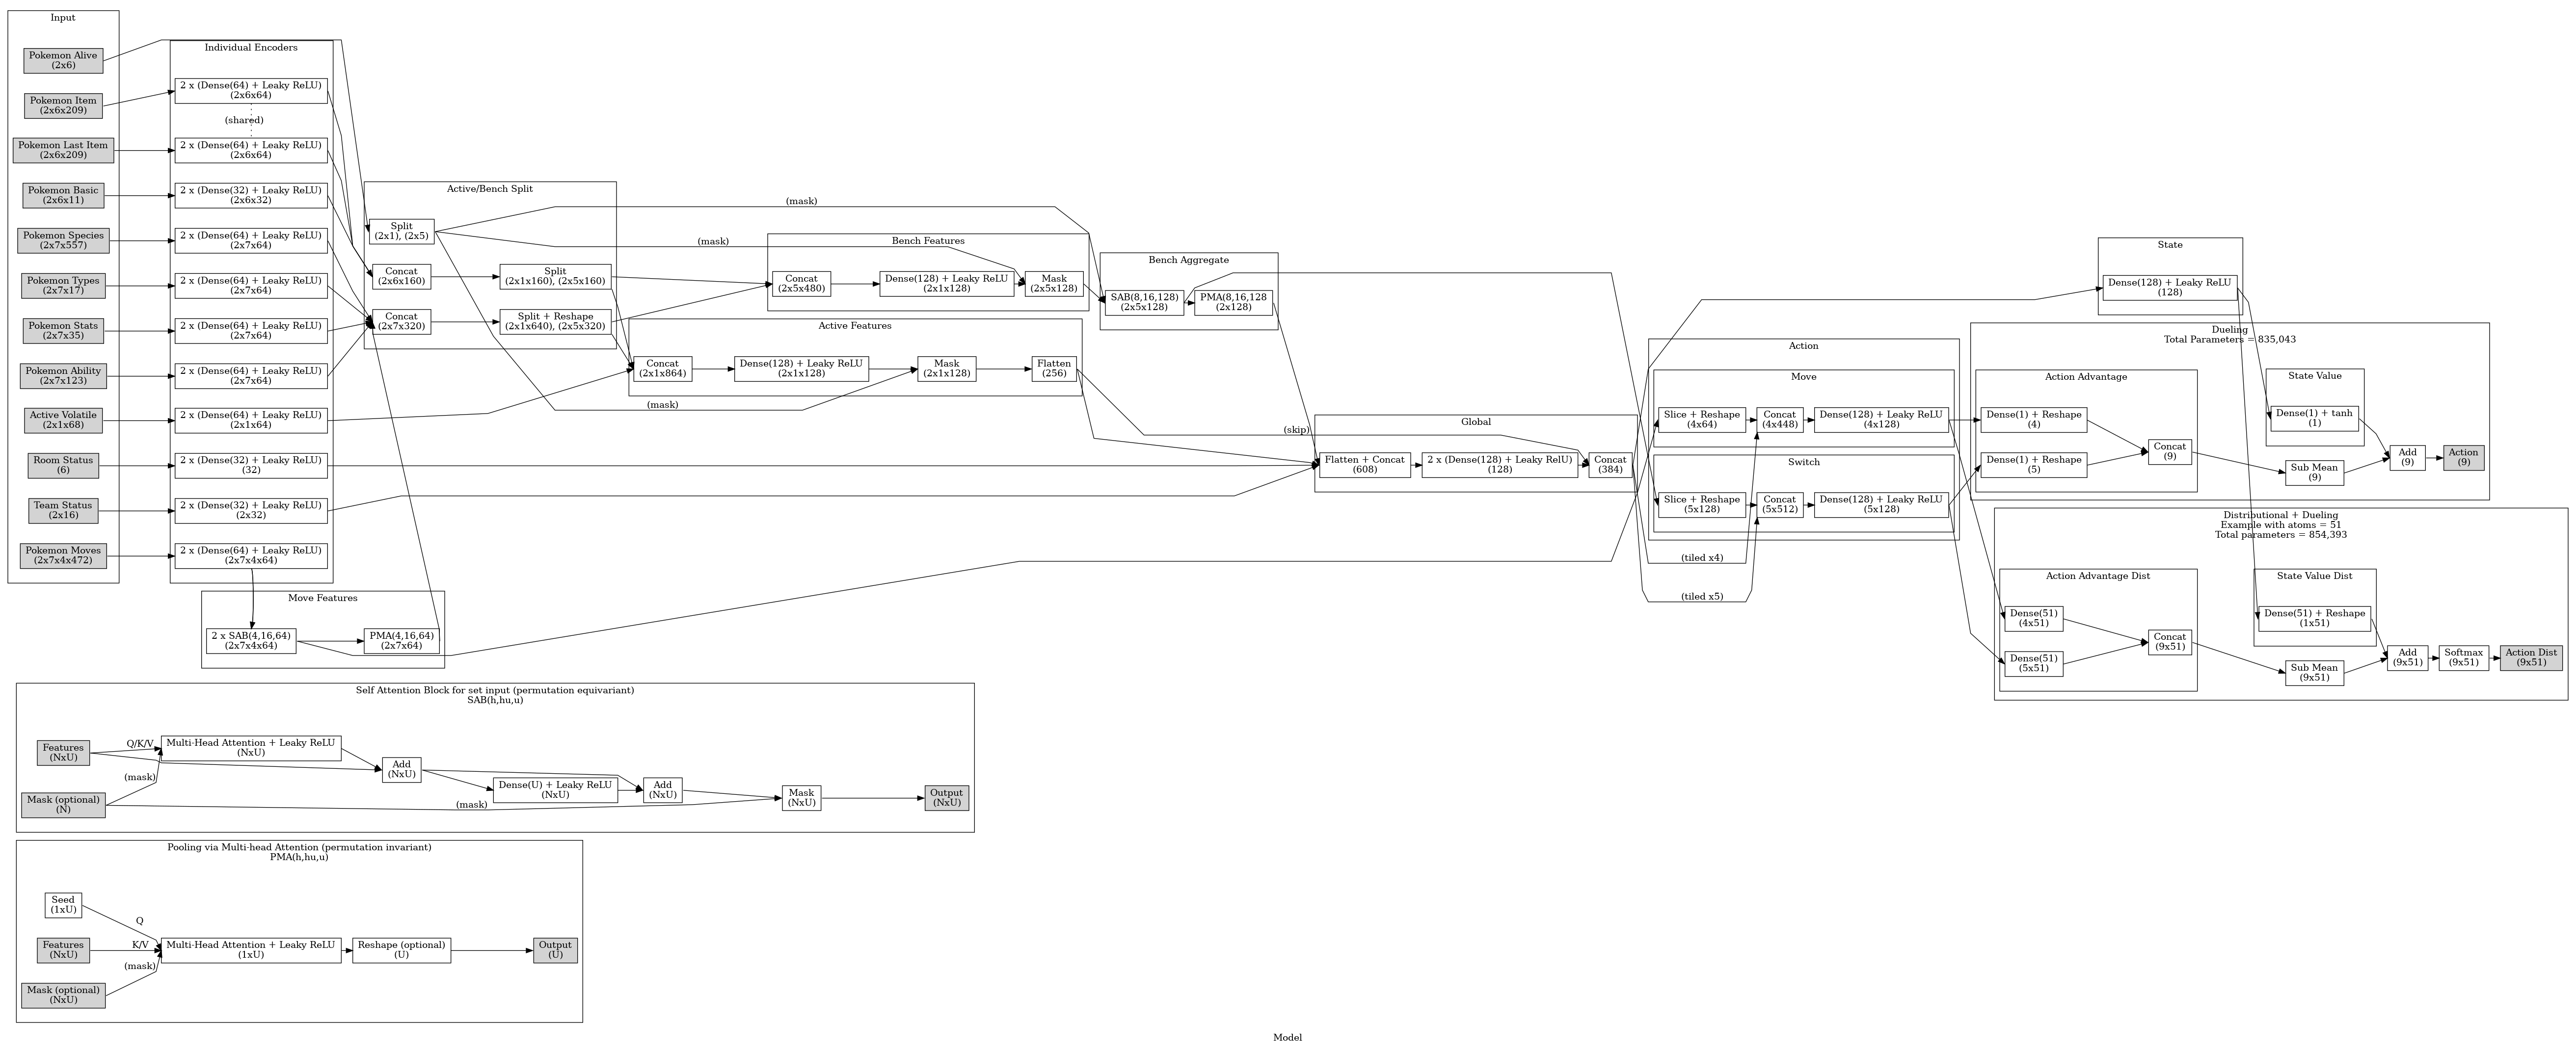 Input
Pokemon Alive
(2x6)
Pokemon Item
(2x6x209)
Pokemon Last Item
(2x6x209)
Pokemon Basic
(2x6x11)
Pokemon Species
(2x7x557)
Pokemon Types
(2x7x17)
Pokemon Stats
(2x7x35)
Pokemon Ability
(2x7x123)
Active Volatile
(2x1x68)
Room Status
(6)
Team Status
(2x16)
Pokemon Moves
(2x7x4x472)
Individual Encoders
2 x (Dense(64) + Leaky ReLU)
(2x6x64)
(shared)
2 x (Dense(64) + Leaky ReLU)
(2x6x64)
2 x (Dense(32) + Leaky ReLU)
(2x6x32)
2 x (Dense(64) + Leaky ReLU)
(2x7x64)
2 x (Dense(64) + Leaky ReLU)
(2x7x64)
2 x (Dense(64) + Leaky ReLU)
(2x7x64)
2 x (Dense(64) + Leaky ReLU)
(2x7x64)
2 x (Dense(64) + Leaky ReLU)
(2x1x64)
2 x (Dense(32) + Leaky ReLU)
(32)
2 x (Dense(32) + Leaky ReLU)
(2x32)
2 x (Dense(64) + Leaky ReLU)
(2x7x4x64)
Move Features
2 x SAB(4,16,64)
(2x7x4x64)
PMA(4,16,64)
(2x7x64)
Active/Bench Split
Split
(2x1), (2x5)
Concat
(2x6x160)
Split
(2x1x160), (2x5x160)
Concat
(2x7x320)
Split + Reshape
(2x1x640), (2x5x320)
(mask)
(mask)
(mask)
Bench Features
Concat
(2x5x480)
Dense(128) + Leaky ReLU
(2x1x128)
Mask
(2x5x128)
Active Features
Concat
(2x1x864)
Dense(128) + Leaky ReLU
(2x1x128)
Mask
(2x1x128)
Flatten
(256)
Bench Aggregate
SAB(8,16,128)
(2x5x128)
PMA(8,16,128
(2x128)
(skip)
Global
Flatten + Concat
(608)
2 x (Dense(128) + Leaky RelU)
(128)
Concat
(384)
Action
Move
Slice + Reshape
(4x64)
Concat
(4x448)
Dense(128) + Leaky ReLU
(4x128)
Switch
Slice + Reshape
(5x128)
Concat
(5x512)
Dense(128) + Leaky ReLU
(5x128)
(tiled x4)
(tiled x5)
State
Dense(128) + Leaky ReLU
(128)
Dueling
Total Parameters = 835,043
Action Advantage
Dense(1) + Reshape
(4)
Dense(1) + Reshape
(5)
Concat
(9)
State Value
Dense(1) + tanh
(1)
Sub Mean
(9)
Add
(9)
Action
(9)
Distributional + Dueling
Example with atoms = 51
Total parameters = 854,393
Action Advantage Dist
Dense(51)
(4x51)
Dense(51)
(5x51)
Concat
(9x51)
State Value Dist
Dense(51) + Reshape
(1x51)
Sub Mean
(9x51)
Add
(9x51)
Softmax
(9x51)
Action Dist
(9x51)
Self Attention Block for set input (permutation equivariant)
SAB(h,hu,u)
Features
(NxU)
Mask (optional)
(N)
Q/K/V
(mask)
Multi-Head Attention + Leaky ReLU
(NxU)
Add
(NxU)
Dense(U) + Leaky ReLU
(NxU)
(mask)
Add
(NxU)
Mask
(NxU)
Output
(NxU)
Pooling via Multi-head Attention (permutation invariant)
PMA(h,hu,u)
Seed
(1xU)
Features
(NxU)
Mask (optional)
(NxU)
Q
K/V
(mask)
Multi-Head Attention + Leaky ReLU
(1xU)
Reshape (optional)
(U)
Output
(U)
Model